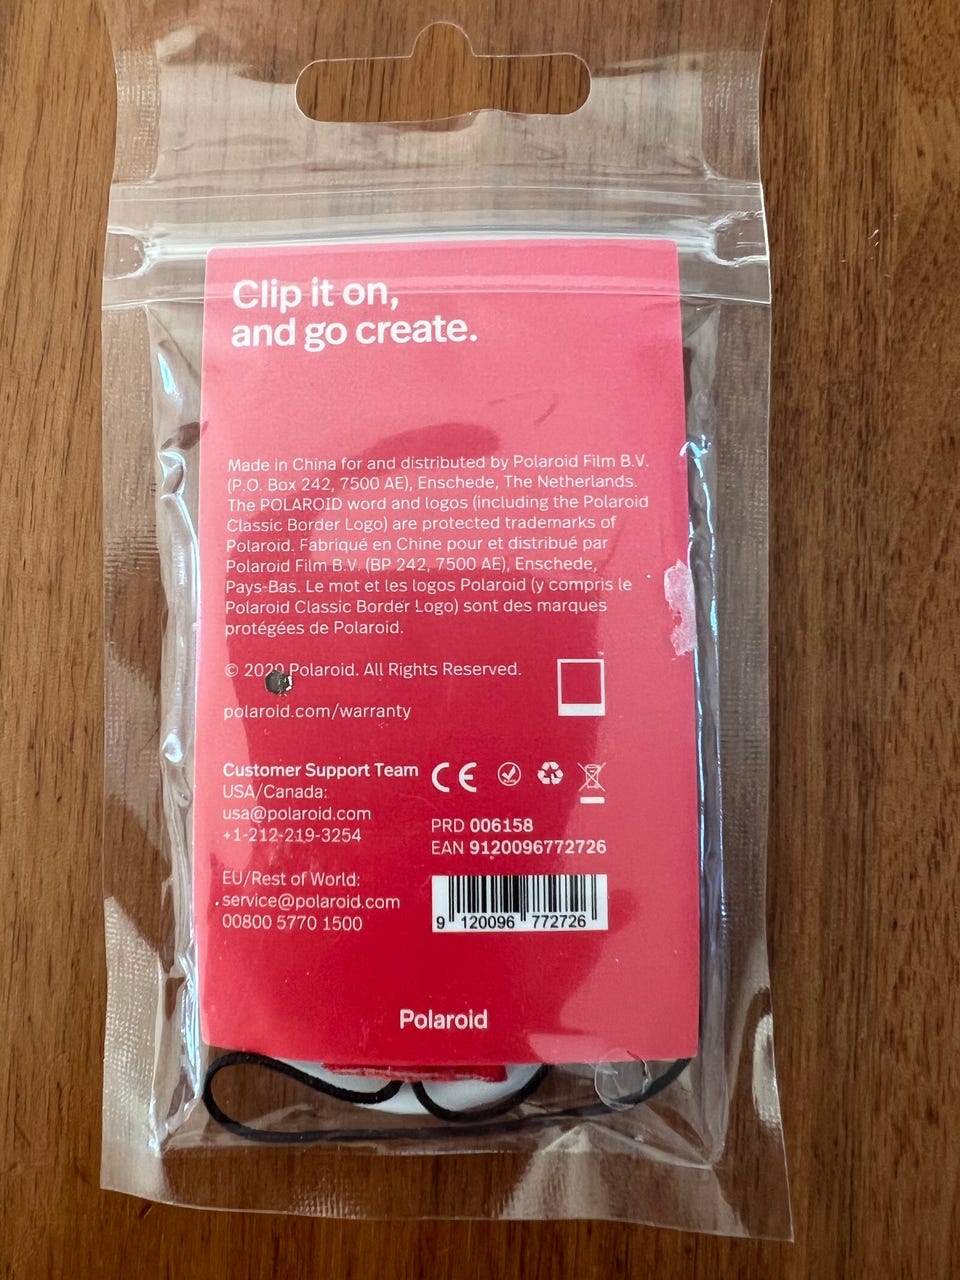 Clip it on,
and go create.
Made in China for and distributed by Polaroid Film B.V.
(P.O. Box 242, 7500 AE), Enschede, The Netherlands.
The POLAROID word and logos (including the Polaroid
Classic Border Logo) are protected trademarks of
Polaroid. Fabriqué en Chine pour et distribué par
Polaroid Film B.V. (BP 242, 7500 AE), Enschede,
Pays-Bas. Le mot et les logos Polaroid (y compris le
Polaroid Classic Border Logo) sont des marques
protégées de Polaroid.
© 2020 Polaroid. All Rights Reserved.
polaroid.com/warranty
Customer Support Team
USA/Canada:
usa@polaroid.com
+1-212-219-3254
EU/Rest of World:
service@polaroid.com
00800 5770 1500
CE
PRD 006158
EAN 9120096772726
9 120096 772726
Polaroid